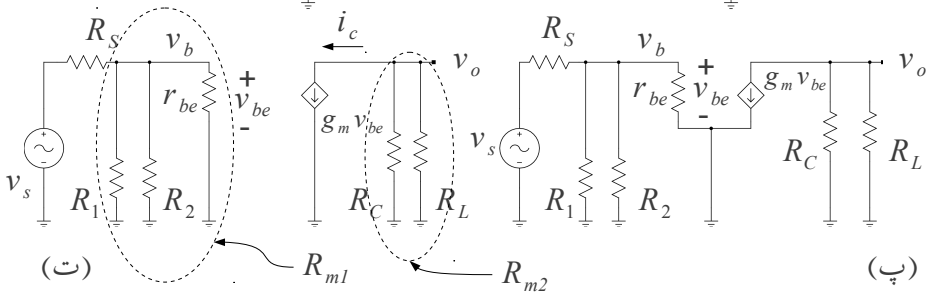 R_S
v_b
r_be
+
v_be
-
v_s
R_1
R_2
(ت)
R_m1
i_c
v_o
g_m v_be
R_C
R_L
R_m2
R_S
v_b
r_be
+
v_be
-
g_m v_be
v_o
v_s
R_1
R_2
R_C
R_L
(پ)